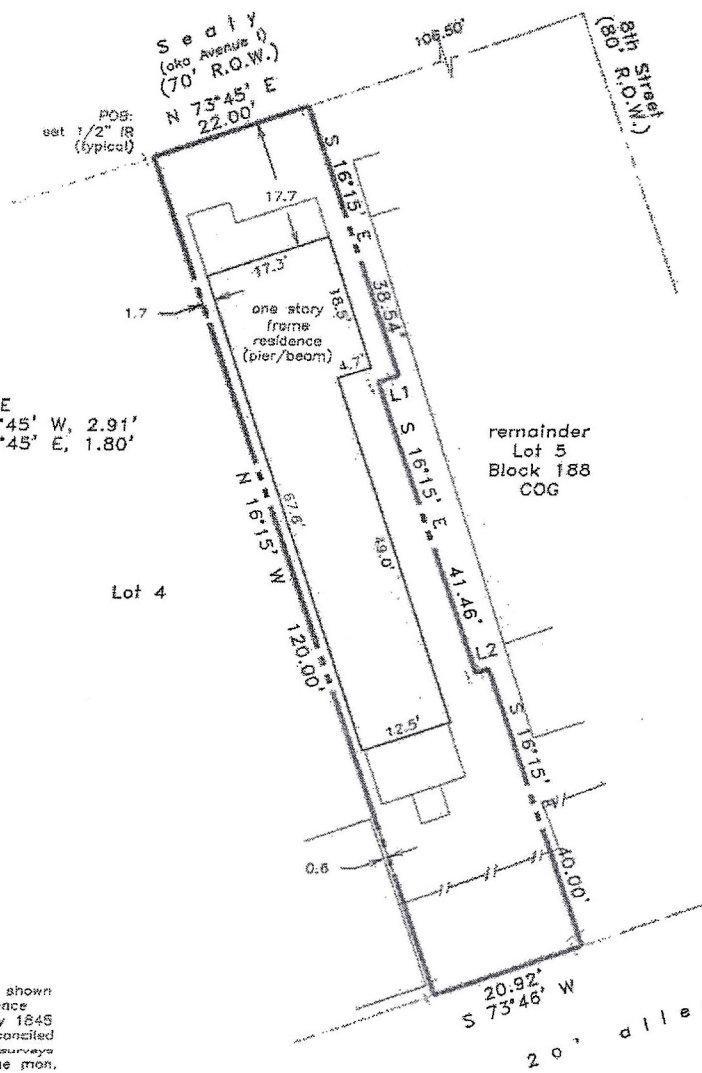 Sealy
(aka Avenue I)
(70' R.O.W.)
N 73°45' E
22.00'
106.50'
8th Street
(80' R.O.W.)
POB:
set 1/2" IR
(typical)
S 16°15' E
38.54'
17.7
17.3'
1.7
18.5'
one story
frame
residence
(pier/beam)
4.7'
L1
E
°45' W, 2.91'
°45' E, 1.80'
S 16°15' E
41.46'
remainder
Lot 5
Block 188
COG
N 16°15' W
120.00'
67.6'
49.0'
Lot 4
L2
12.5'
S 16°15' E
40.00'
0.6
20.92'
S 73°46' W
20' alle
shown
nce
y 1845
conciled
surveys
e mon.